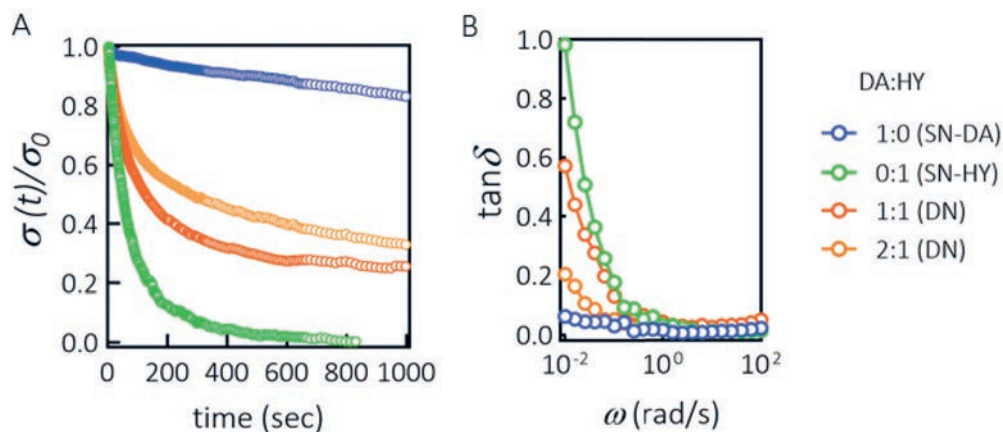 A
1.0
0.8
0.6
0.4
0.2
0.0
σ(t)/σ0
0 200 400 600 800 1000
time (sec)
B
1.0
0.8
0.6
0.4
0.2
0.0
tanδ
10^-2 10^0 10^2
ω (rad/s)
DA:HY
1:0 (SN-DA)
0:1 (SN-HY)
1:1 (DN)
2:1 (DN)